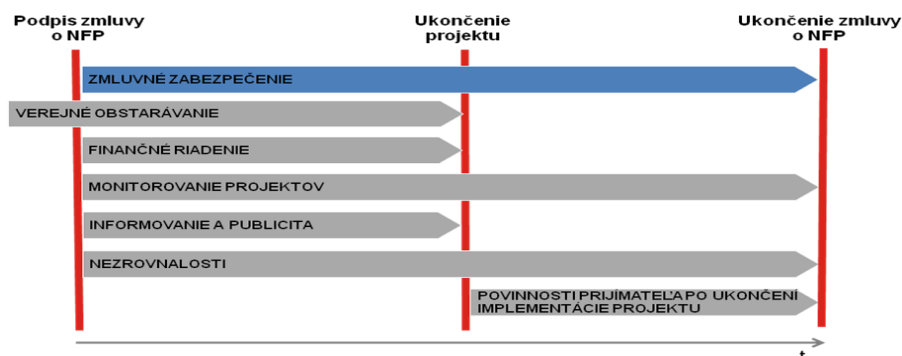 Podpis zmluvy
o NFP
Ukončenie
projektu
Ukončenie zmluvy
o NFP
ZMLUVNÉ ZABEZPEČENIE
VEREJNÉ OBSTARÁVANIE
FINANČNÉ RIADENIE
MONITOROVANIE PROJEKTOV
INFORMOVANIE A PUBLICITA
NEZROVNALOSTI
POVINNOSTI PRIJÍMATEĽA PO UKONČENÍ
IMPLEMENTÁCIE PROJEKTU
t